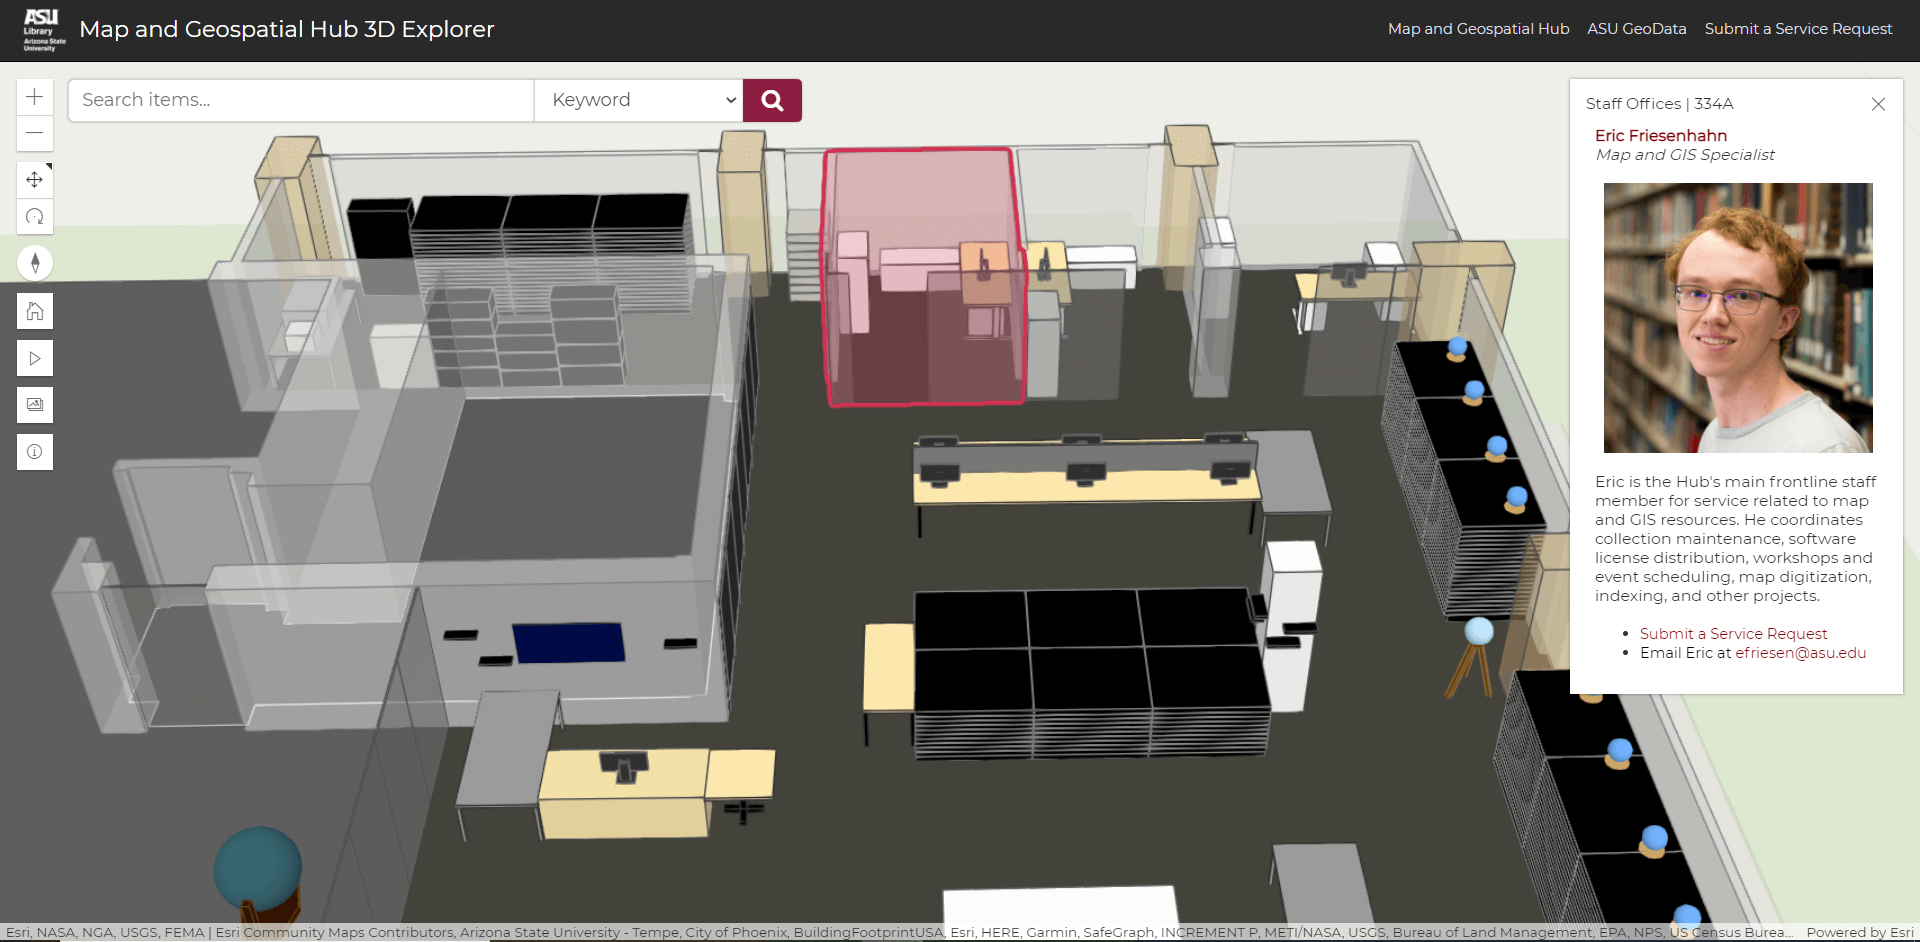 ASU
Library
Arizona State
University
Map and Geospatial Hub 3D Explorer
Map and Geospatial Hub
ASU GeoData
Submit a Service Request
Search items...
Keyword
Staff Offices | 334A
Eric Friesenhahn
Map and GIS Specialist
Eric is the Hub's main frontline staff
member for service related to map
and GIS resources. He coordinates
collection maintenance, software
license distribution, workshops and
event scheduling, map digitization,
indexing, and other projects.
• Submit a Service Request
• Email Eric at efriesen@asu.edu
Esri, NASA, NGA, USGS, FEMA | Esri Community Maps Contributors, Arizona State University - Tempe, City of Phoenix, BuildingFootprintUSA, Esri, HERE, Garmin, SafeGraph, INCREMENT P, METI/NASA, USGS, Bureau of Land Management, EPA, NPS, US Census Burea...
Powered by Esri